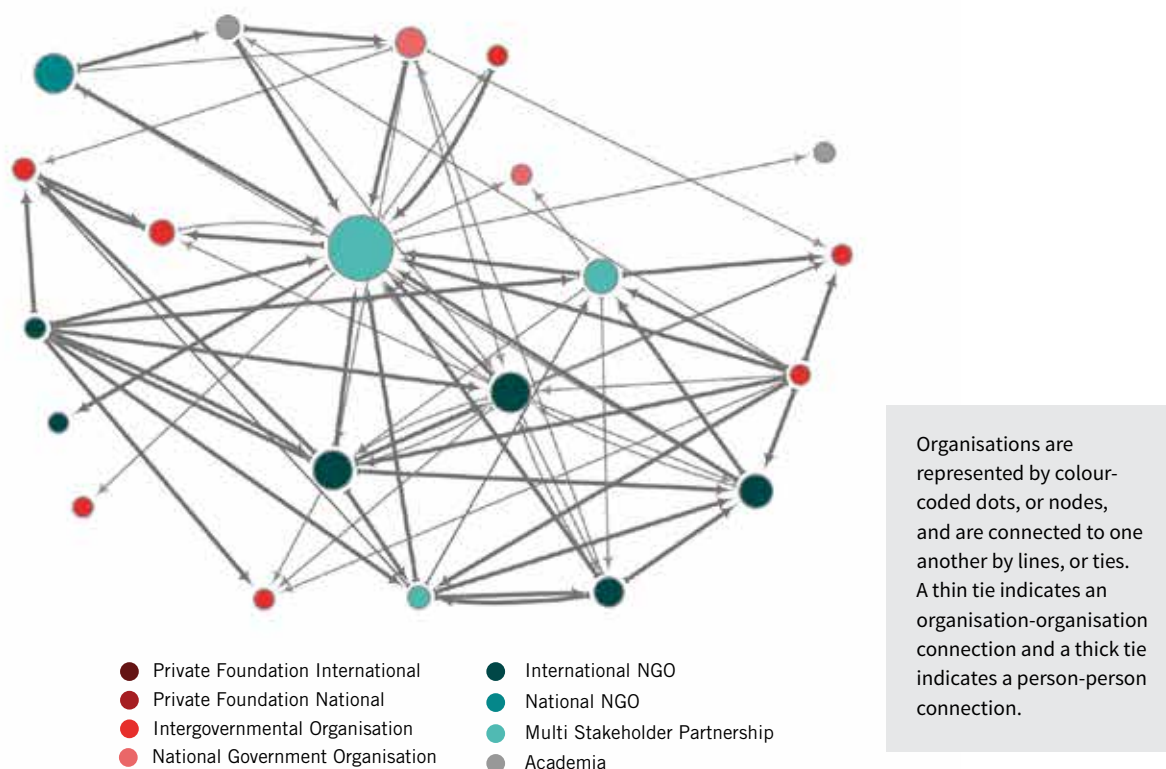 Organisations are
represented by colour-
coded dots, or nodes,
and are connected to one
another by lines, or ties.
A thin tie indicates an
organisation-organisation
connection and a thick tie
indicates a person-person
connection.
Private Foundation International
Private Foundation National
Intergovernmental Organisation
National Government Organisation
International NGO
National NGO
Multi Stakeholder Partnership
Academia